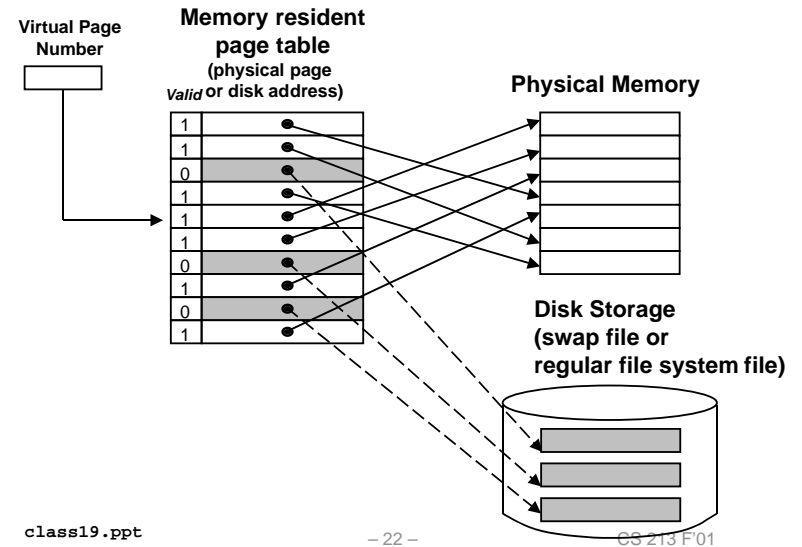 Virtual Page
Number
Memory resident
page table
(physical page
or disk address)
Valid
Physical Memory
1
1
0
1
1
1
0
1
0
1
Disk Storage
(swap file or
regular file system file)
class19.ppt
– 22 –
CS 213 F'01